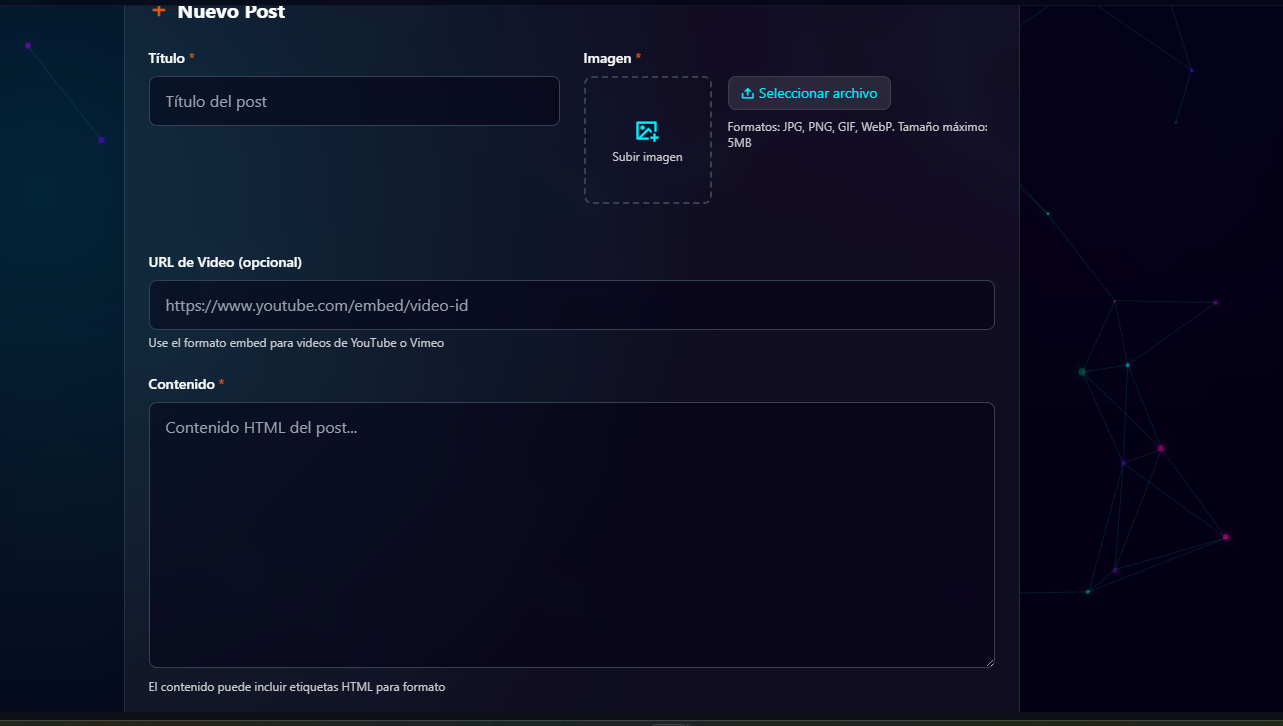 + Nuevo Post
Título *
Título del post
Imagen *
Subir imagen
Seleccionar archivo
Formatos: JPG, PNG, GIF, WebP. Tamaño máximo:
5MB
URL de Video (opcional)
https://www.youtube.com/embed/video-id
Use el formato embed para videos de YouTube o Vimeo
Contenido *
Contenido HTML del post...
El contenido puede incluir etiquetas HTML para formato